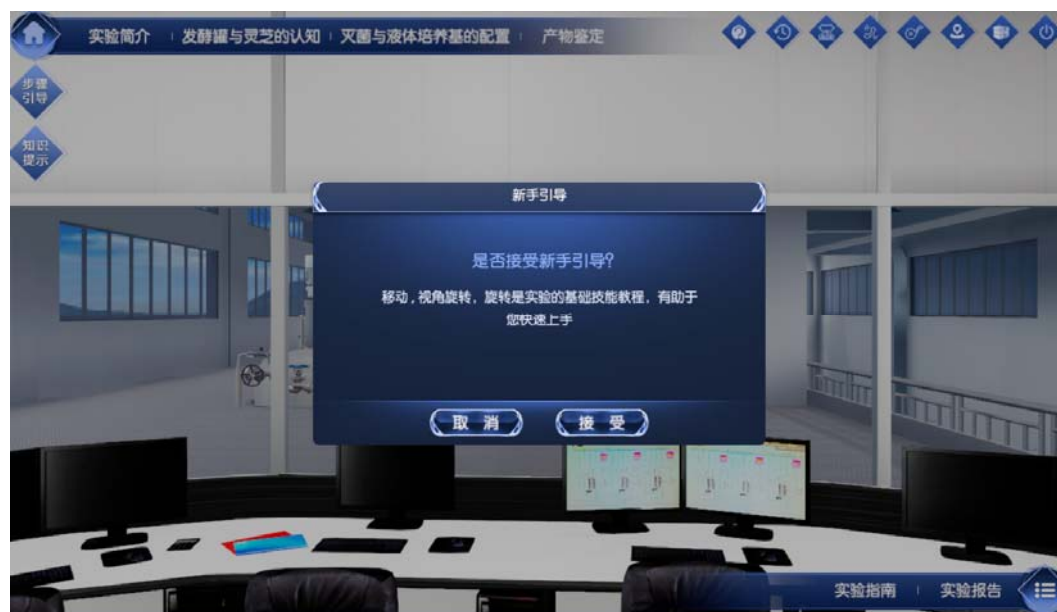 实验简介 发酵罐与灵芝的认知 灭菌与液体培养基的配置 产物鉴定
步骤
引导
知识
提示
新手引导
是否接受新手引导?
移动,视角旋转,旋转是实验的基础技能教程,有助于
您快速上手
取 消 接 受
实验指南 实验报告